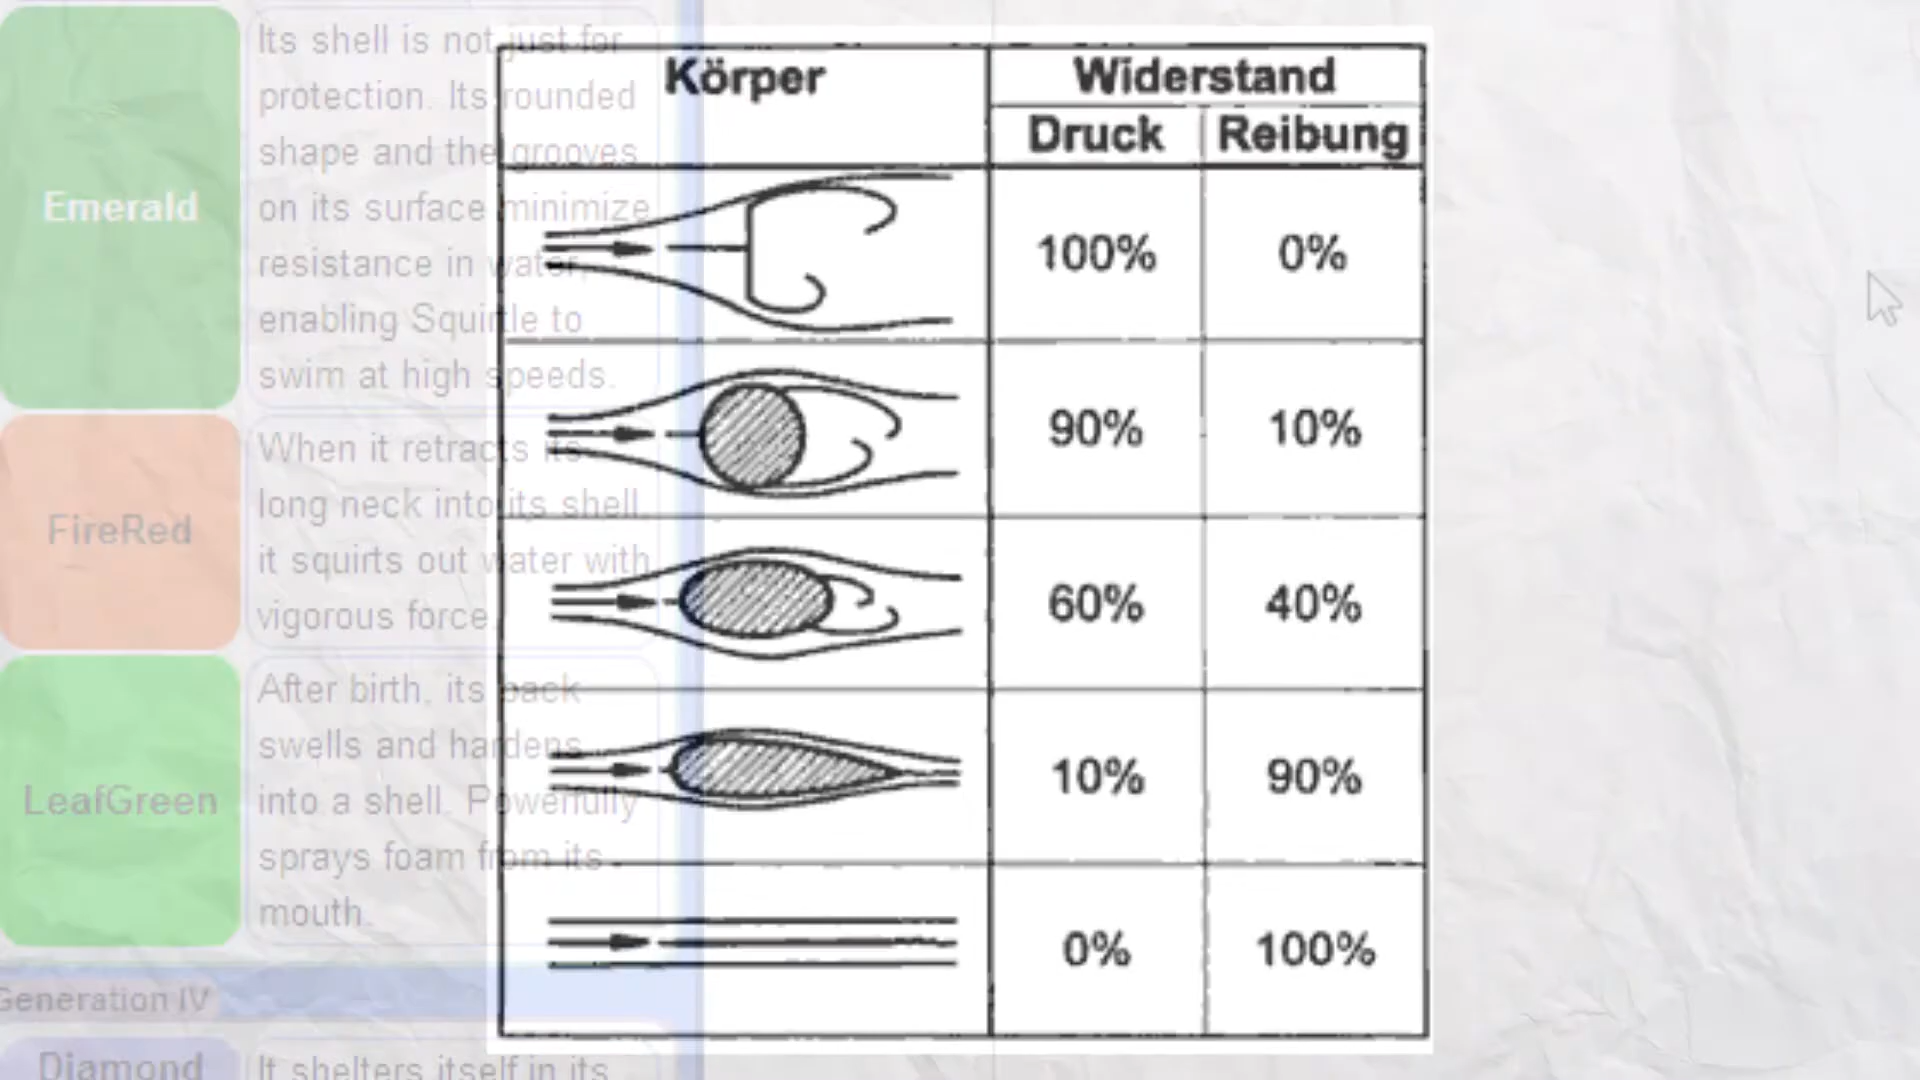 Emerald
Its shell is not just for
protection. Its rounded
shape and the grooves
on its surface minimize
resistance in water,
enabling Squirtle to
swim at high speeds.
FireRed
When it retracts its
long neck into its shell,
it squirts out water with
vigorous force
LeafGreen
After birth, its back
swells and hardens
into a shell. Powerfully
sprays foam from its
mouth.
Generation IV
Diamond
It shelters itself in its
Körper
Widerstand
Druck Reibung
100% 0%
90% 10%
60% 40%
10% 90%
0% 100%